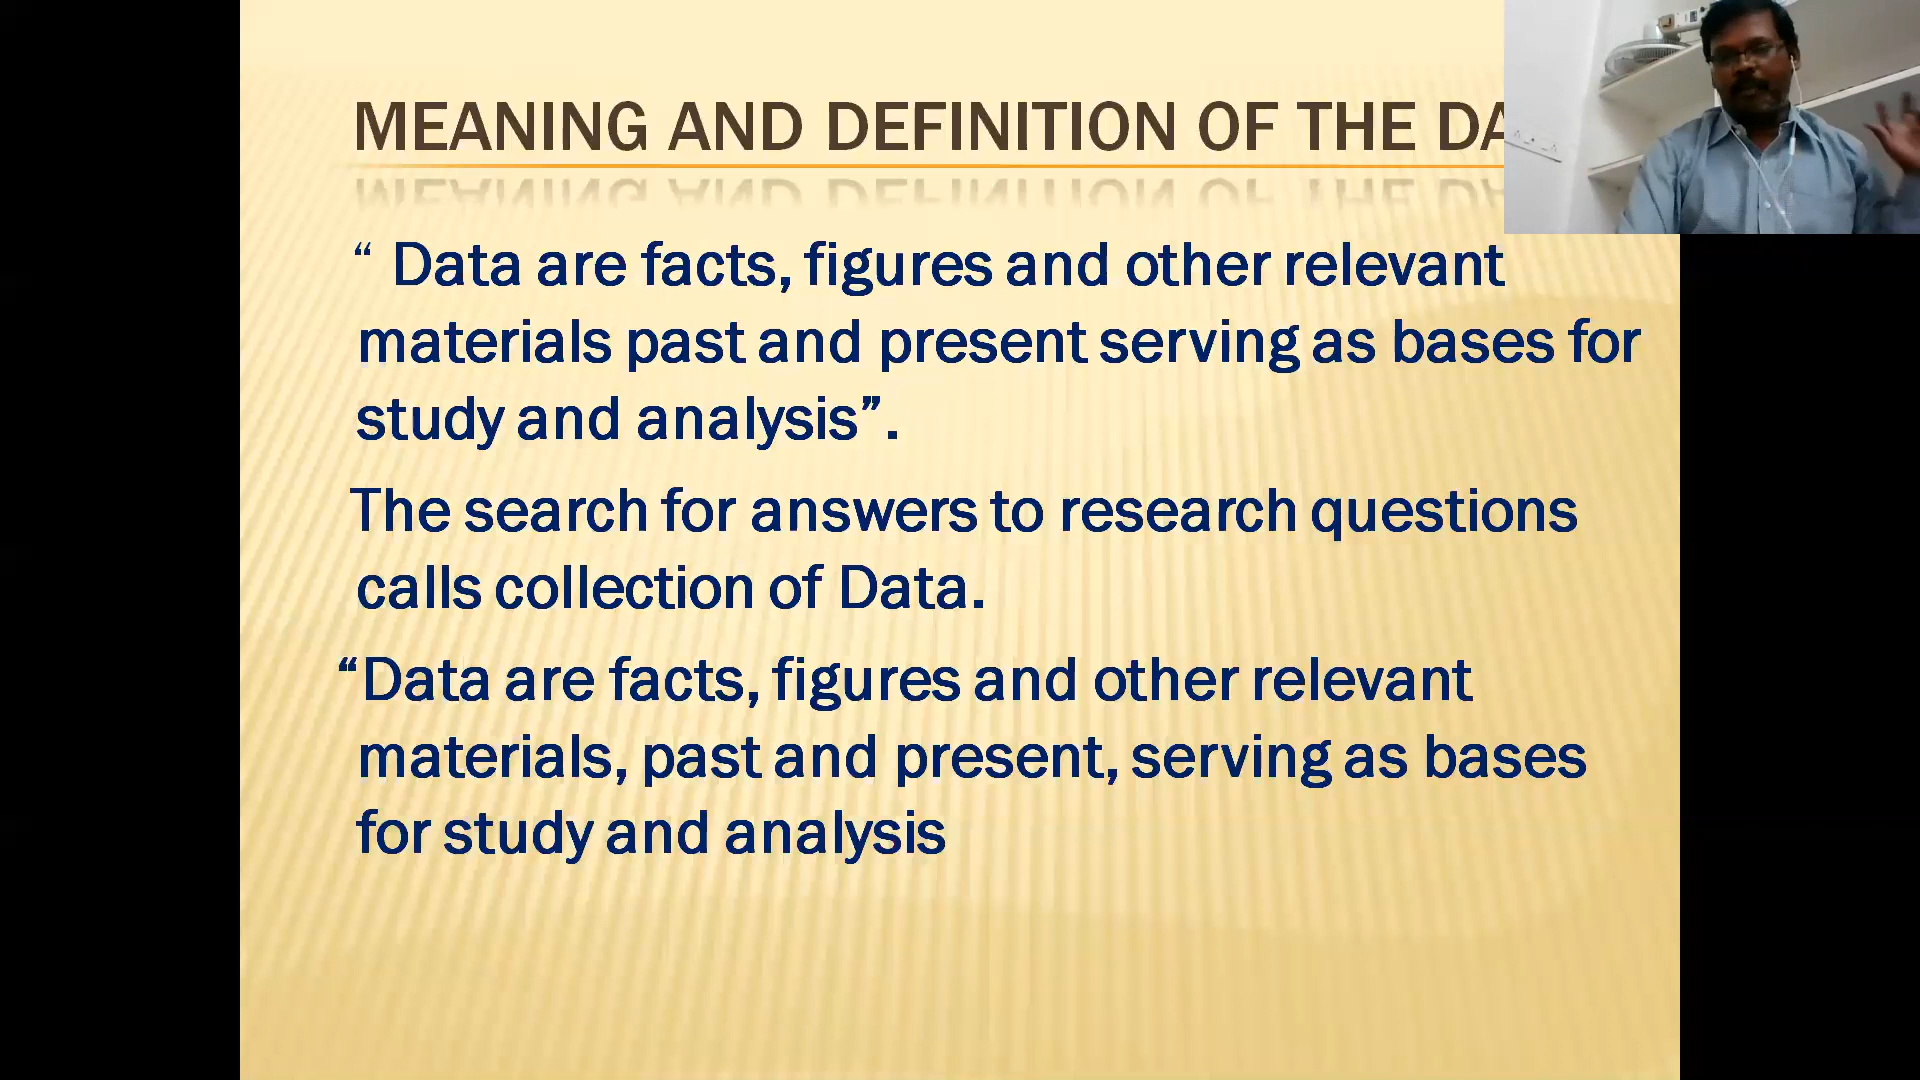 MEANING AND DEFINITION OF THE
“ Data are facts, figures and other relevant
materials past and present serving as bases for
study and analysis”.
The search for answers to research questions
calls collection of Data.
“Data are facts, figures and other relevant
materials, past and present, serving as bases
for study and analysis